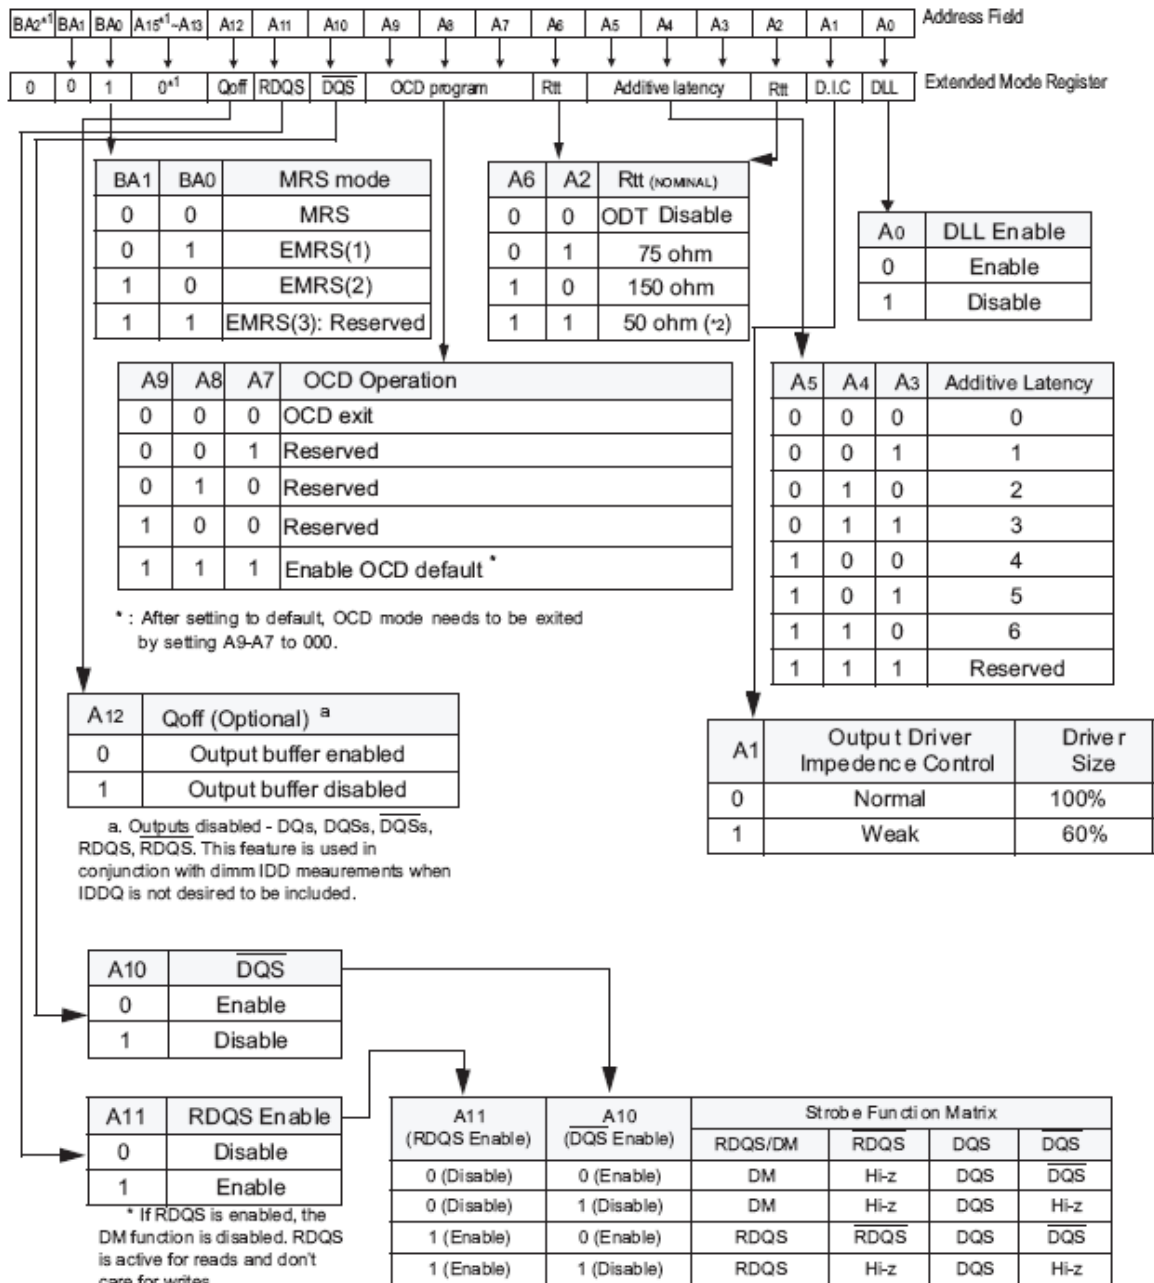 BA2*1 BA1 BA0 A15*1~A13 A12 A11 A10 A9 A8 A7 A6 A5 A4 A3 A2 A1 A0 Address Field
0 0 1 0*1 Qoff RDQS D̅Q̅S̅ OCD program Rtt Additive latency Rtt D.I.C DLL Extended Mode Register
BA1 BA0 MRS mode
0 0 MRS
0 1 EMRS(1)
1 0 EMRS(2)
1 1 EMRS(3): Reserved
A6 A2 Rtt (NOMINAL)
0 0 ODT Disable
0 1 75 ohm
1 0 150 ohm
1 1 50 ohm (*2)
A0 DLL Enable
0 Enable
1 Disable
A9 A8 A7 OCD Operation
0 0 0 OCD exit
0 0 1 Reserved
0 1 0 Reserved
1 0 0 Reserved
1 1 1 Enable OCD default *
* : After setting to default, OCD mode needs to be exited
by setting A9-A7 to 000.
A5 A4 A3 Additive Latency
0 0 0 0
0 0 1 1
0 1 0 2
0 1 1 3
1 0 0 4
1 0 1 5
1 1 0 6
1 1 1 Reserved
A12 Qoff (Optional) a
0 Output buffer enabled
1 Output buffer disabled
a. Outputs disabled - DQs, DQSs, D̅Q̅S̅s,
RDQS, R̅D̅Q̅S̅. This feature is used in
conjunction with dimm IDD meaurements when
IDDQ is not desired to be included.
A1 Output Driver Driver
Impedence Control Size
0 Normal 100%
1 Weak 60%
A10 D̅Q̅S̅
0 Enable
1 Disable
A11 RDQS Enable
0 Disable
1 Enable
* If RDQS is enabled, the
DM function is disabled. RDQS
is active for reads and don't
care for writes.
A11 A10 Strobe Function Matrix
(RDQS Enable) (D̅Q̅S̅ Enable) RDQS/DM R̅D̅Q̅S̅ DQS D̅Q̅S̅
0 (Disable) 0 (Enable) DM Hi-z DQS D̅Q̅S̅
0 (Disable) 1 (Disable) DM Hi-z DQS Hi-z
1 (Enable) 0 (Enable) RDQS R̅D̅Q̅S̅ DQS D̅Q̅S̅
1 (Enable) 1 (Disable) RDQS Hi-z DQS Hi-z